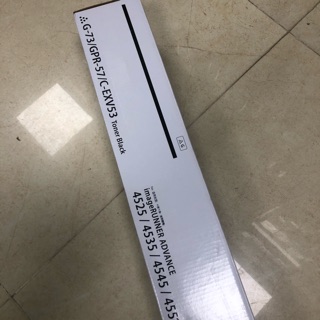 G-73/GPR-57/C-EXV53 Toner Black
imageRUNNER ADVANCE
4525 / 4535 / 4545 / 455